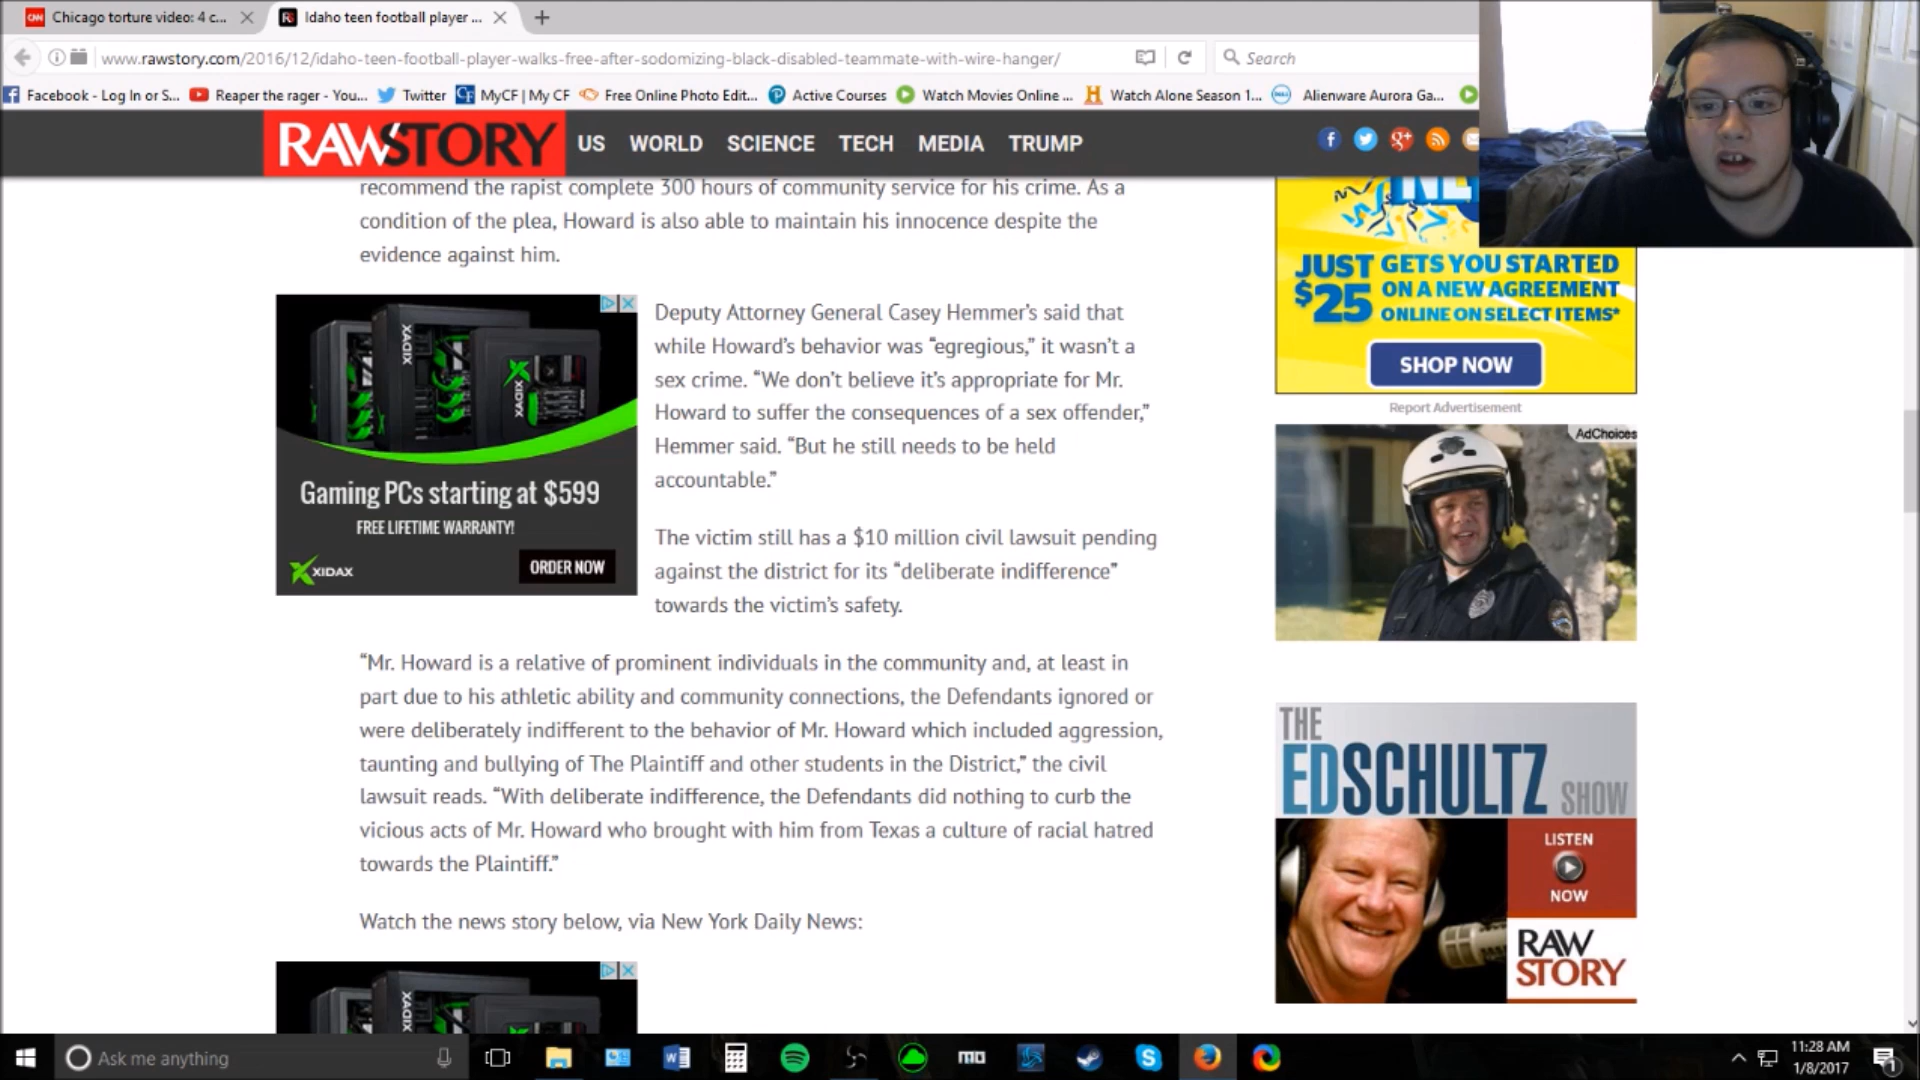 Chicago torture video: 4 c...
Idaho teen football player ...
www.rawstory.com/2016/12/idaho-teen-football-player-walks-free-after-sodomizing-black-disabled-teammate-with-wire-hanger/
Search
Facebook - Log In or S...
Reaper the rager - You...
Twitter
MyCF | My CF
Free Online Photo Edit...
Active Courses
Watch Movies Online ...
Watch Alone Season 1...
Alienware Aurora Ga...
RAWSTORY
US WORLD SCIENCE TECH MEDIA TRUMP
recommend the rapist complete 300 hours of community service for his crime. As a
condition of the plea, Howard is also able to maintain his innocence despite the
evidence against him.
Deputy Attorney General Casey Hemmer’s said that
while Howard’s behavior was “egregious,” it wasn’t a
sex crime. “We don’t believe it’s appropriate for Mr.
Howard to suffer the consequences of a sex offender,”
Hemmer said. “But he still needs to be held
accountable.”
The victim still has a $10 million civil lawsuit pending
against the district for its “deliberate indifference”
towards the victim’s safety.
XIDAX
XIDAX
Gaming PCs starting at $599
FREE LIFETIME WARRANTY!
XIDAX
ORDER NOW
“Mr. Howard is a relative of prominent individuals in the community and, at least in
part due to his athletic ability and community connections, the Defendants ignored or
were deliberately indifferent to the behavior of Mr. Howard which included aggression,
taunting and bullying of The Plaintiff and other students in the District,” the civil
lawsuit reads. “With deliberate indifference, the Defendants did nothing to curb the
vicious acts of Mr. Howard who brought with him from Texas a culture of racial hatred
towards the Plaintiff.”
Watch the news story below, via New York Daily News:
XIDAX
JUST $25 GETS YOU STARTED
ON A NEW AGREEMENT
ONLINE ON SELECT ITEMS*
SHOP NOW
Report Advertisement
AdChoices
THE
EDSCHULTZ SHOW
LISTEN
NOW
RAW
STORY
Ask me anything
11:28 AM
1/8/2017